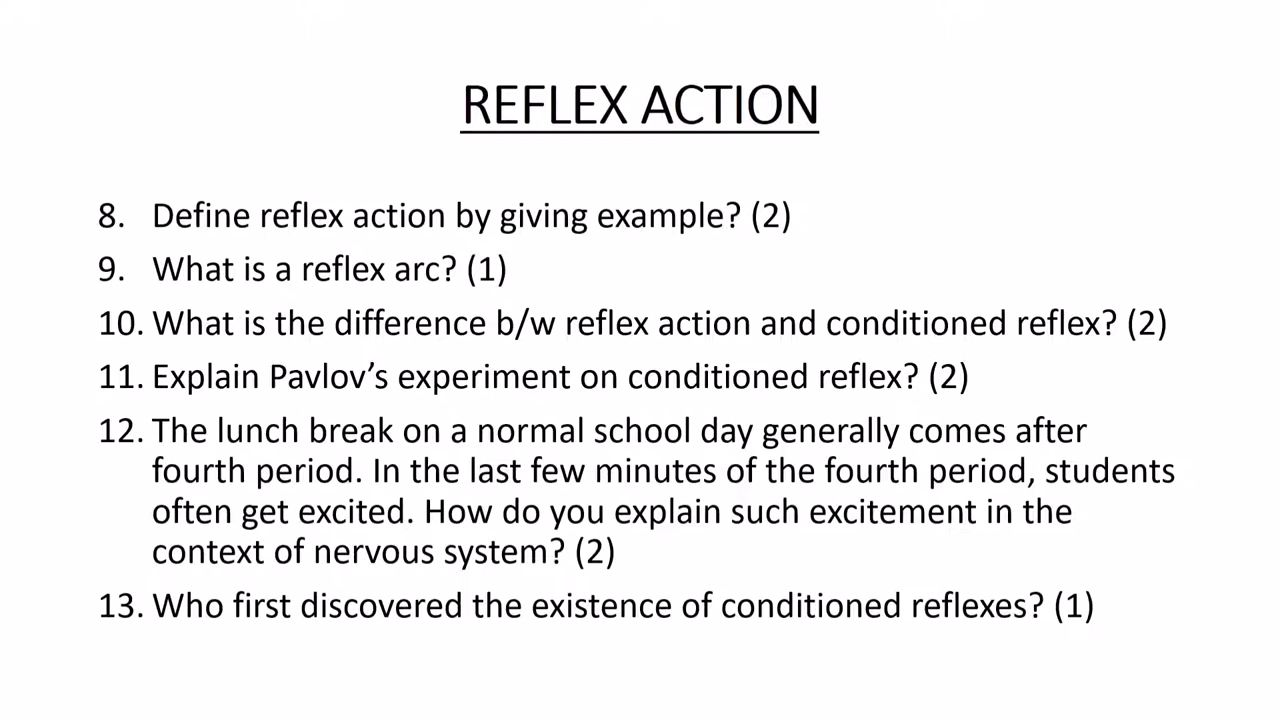 REFLEX ACTION
8. Define reflex action by giving example? (2)
9. What is a reflex arc? (1)
10. What is the difference b/w reflex action and conditioned reflex? (2)
11. Explain Pavlov’s experiment on conditioned reflex? (2)
12. The lunch break on a normal school day generally comes after
fourth period. In the last few minutes of the fourth period, students
often get excited. How do you explain such excitement in the
context of nervous system? (2)
13. Who first discovered the existence of conditioned reflexes? (1)